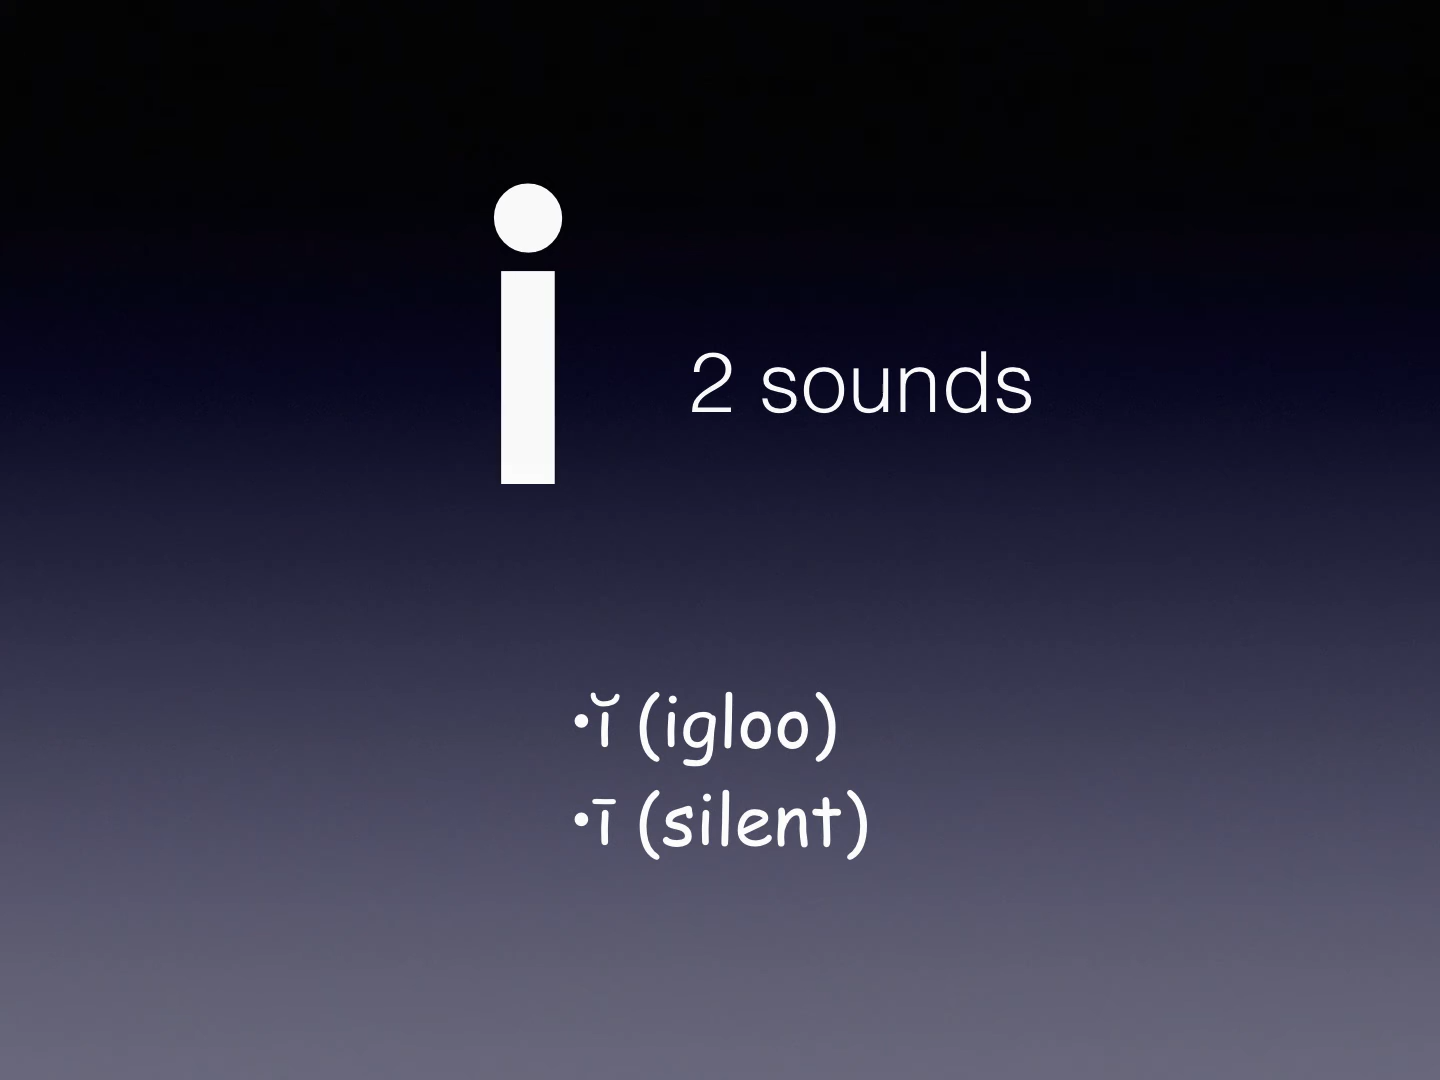 i
2 sounds
•ĭ (igloo)
•ī (silent)